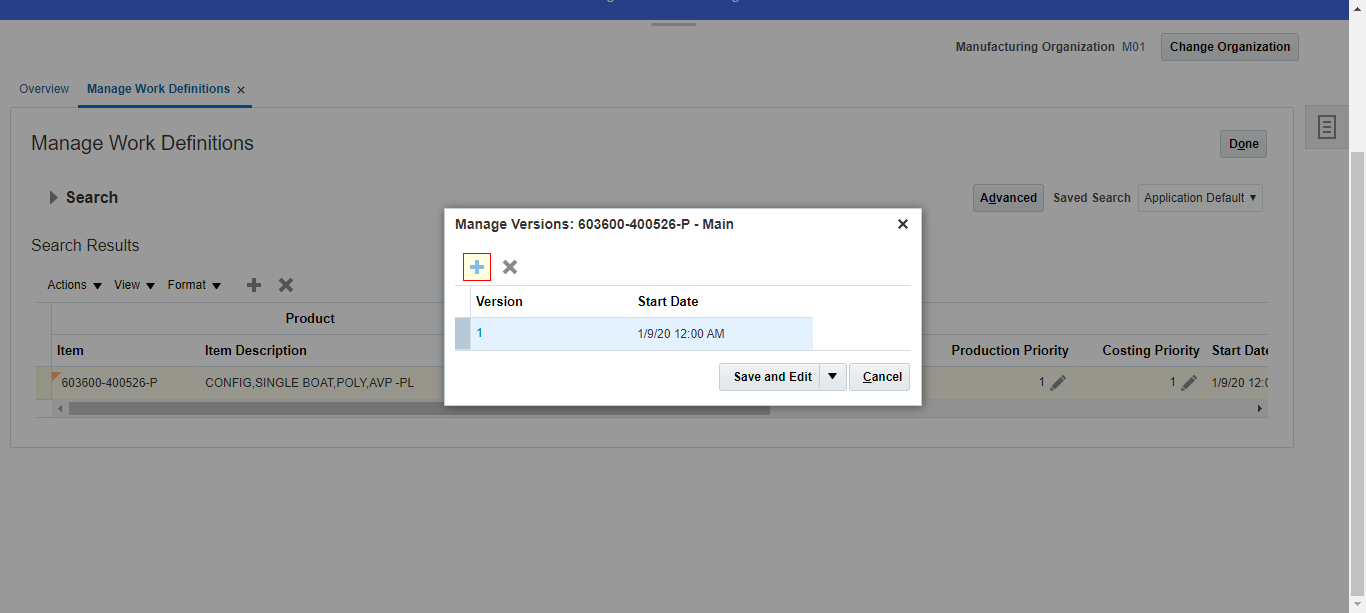 Manufacturing Organization M01 Change Organization
Overview Manage Work Definitions ×
Manage Work Definitions
Done
Search
Advanced Saved Search Application Default
Search Results
Actions View Format
Product
Item Item Description Production Priority Costing Priority Start Date
603600-400526-P CONFIG,SINGLE BOAT,POLY,AVP -PL 1 1 1/9/20 12:0
Manage Versions: 603600-400526-P - Main
Version Start Date
1 1/9/20 12:00 AM
Save and Edit Cancel